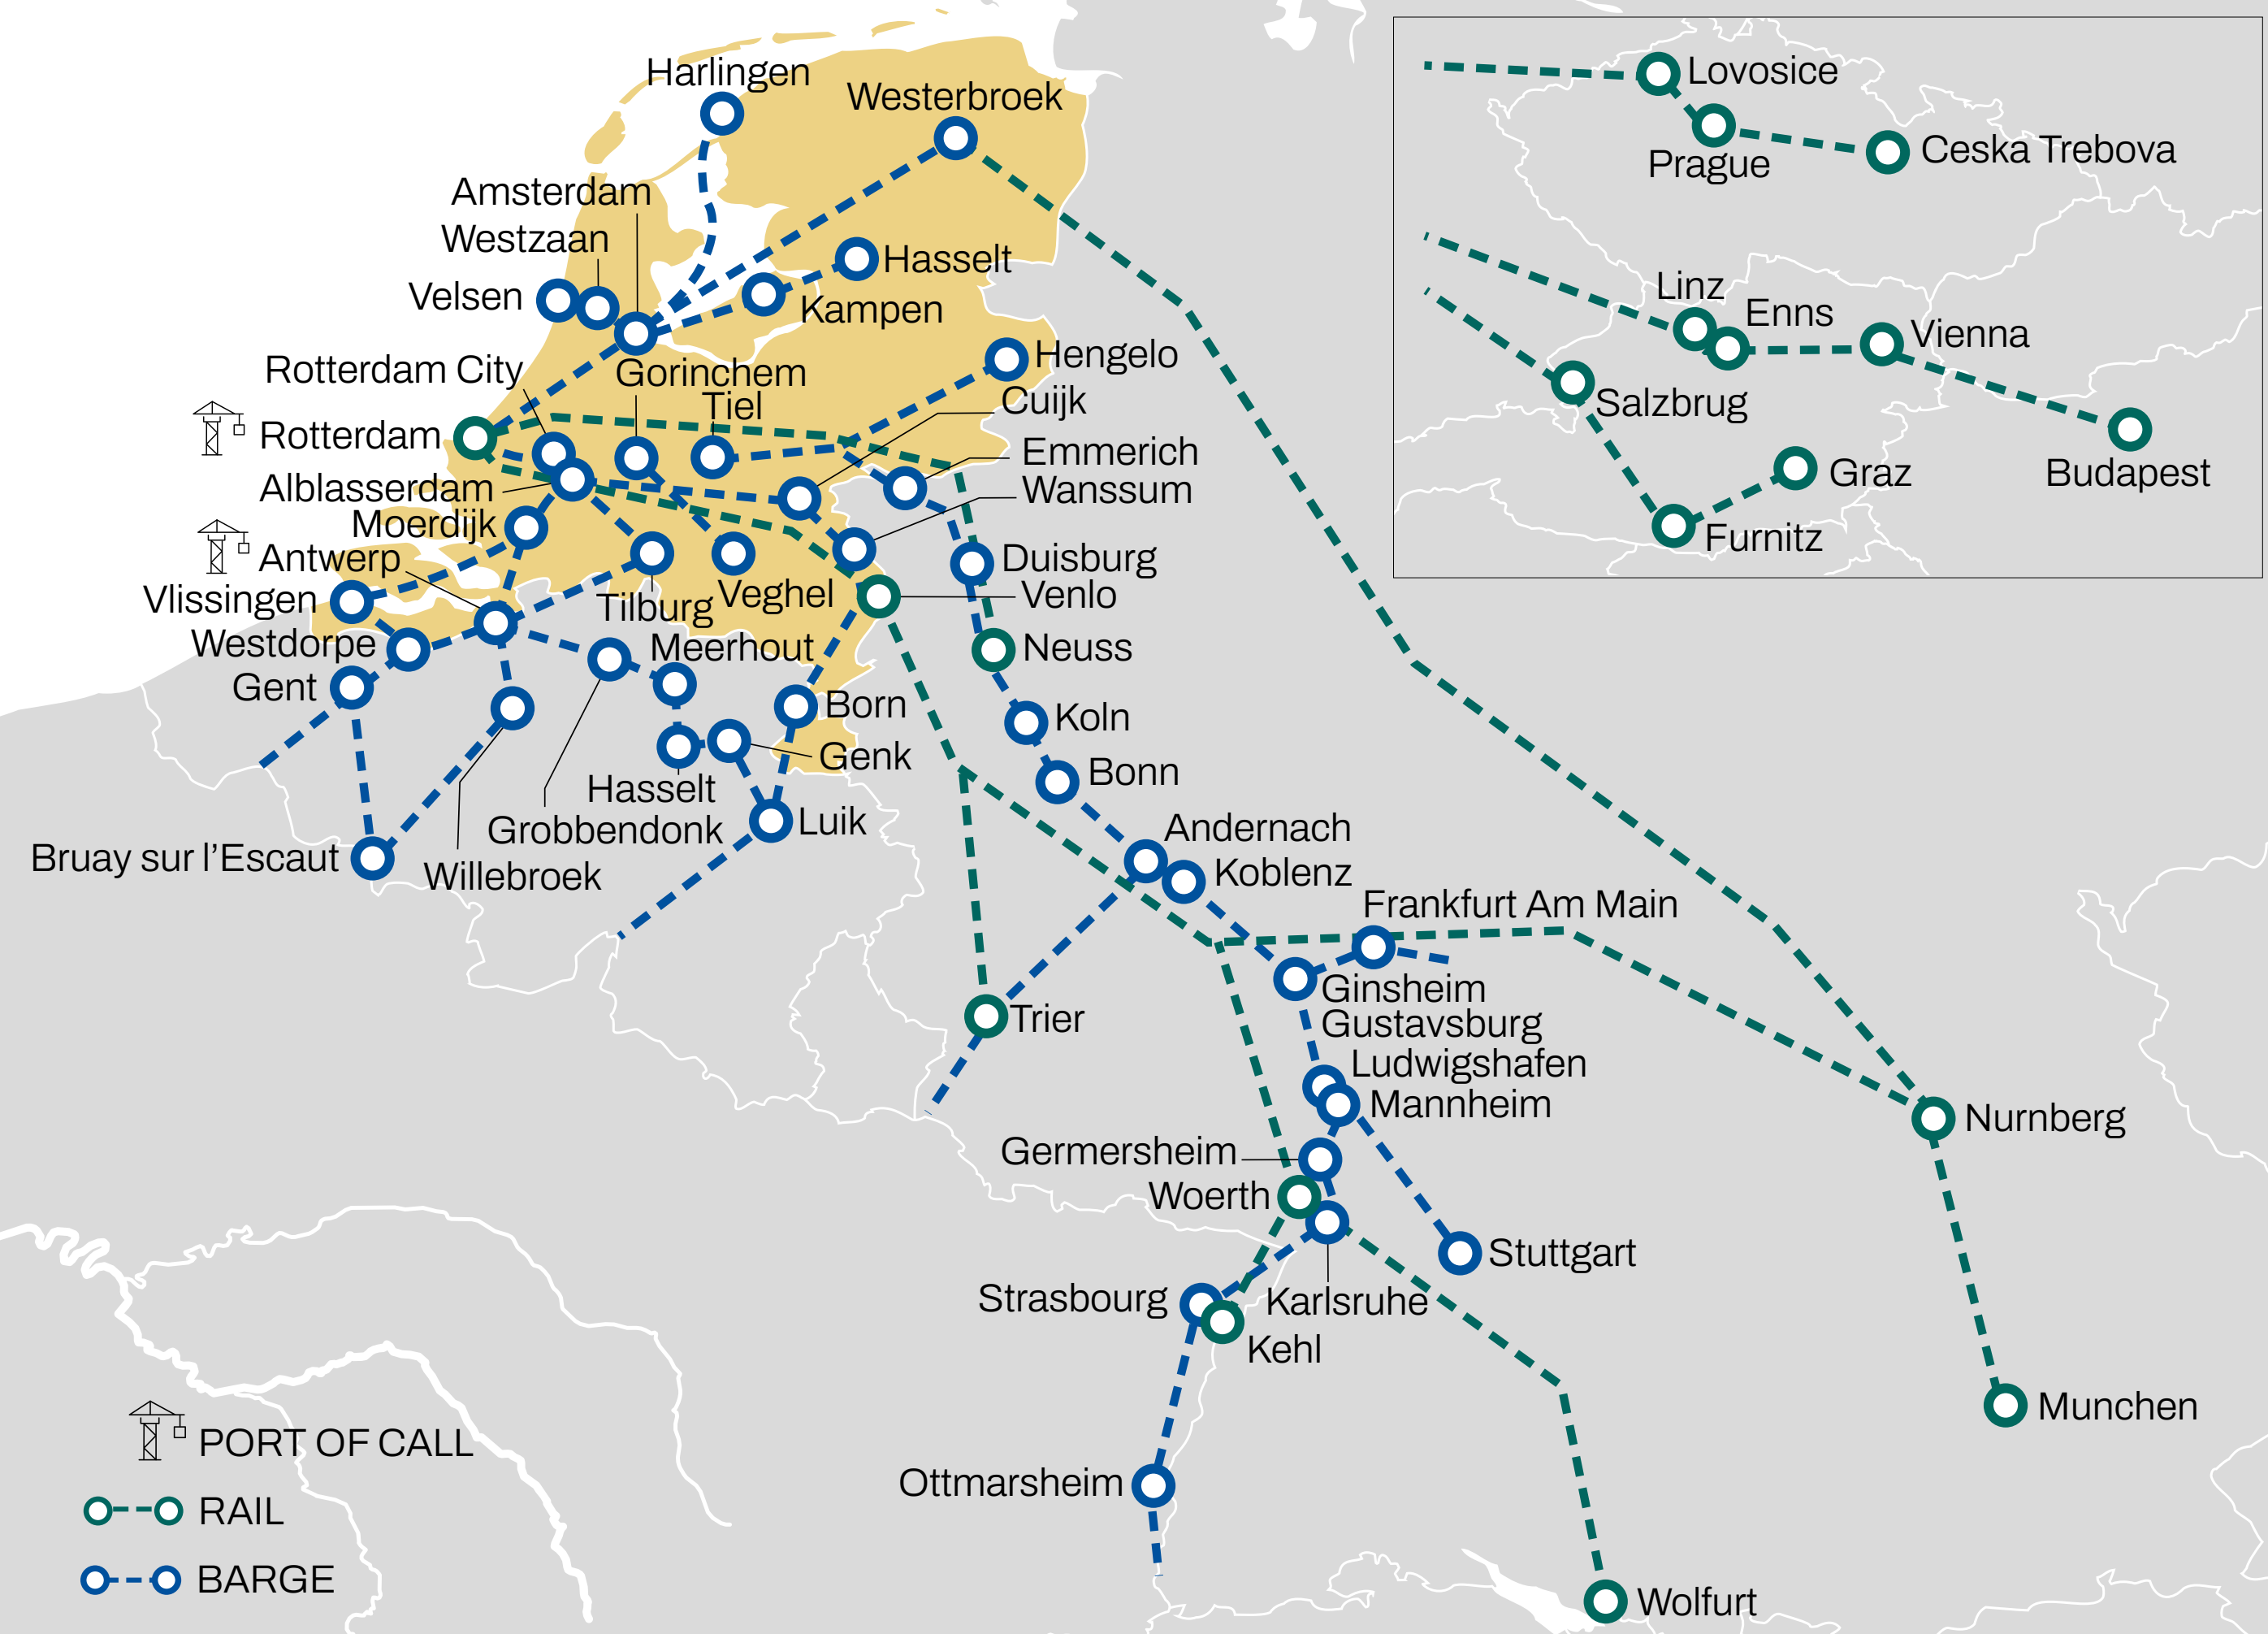 Harlingen
Westerbroek
Amsterdam
Westzaan
Velsen
Hasselt
Kampen
Rotterdam City
Gorinchem
Tiel
Hengelo
Cuijk
Rotterdam
Emmerich
Wanssum
Alblasserdam
Moerdijk
Antwerp
Duisburg
Venlo
Vlissingen
Tilburg
Veghel
Westdorpe
Meerhout
Neuss
Gent
Born
Koln
Genk
Bonn
Hasselt
Grobbendonk
Luik
Andernach
Bruay sur l’Escaut
Willebroek
Koblenz
Frankfurt Am Main
Ginsheim
Gustavsburg
Trier
Ludwigshafen
Mannheim
Nurnberg
Germersheim
Woerth
Stuttgart
Strasbourg
Karlsruhe
Kehl
Munchen
Ottmarsheim
Wolfurt
Lovosice
Prague
Ceska Trebova
Linz
Enns
Vienna
Salzbrug
Graz
Budapest
Furnitz
PORT OF CALL
RAIL
BARGE